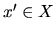 x′ ∈ X